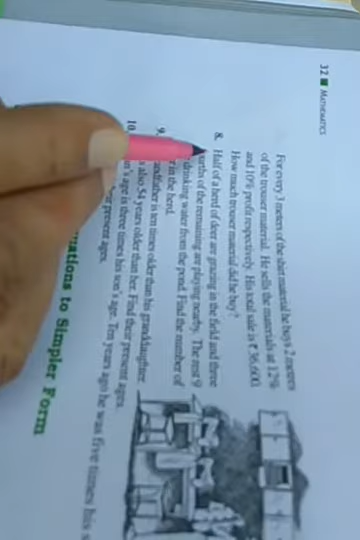 32 MATHEMATICS
For every 3 meters of the shirt material he buys 2 metres
of the trouser material. He sells the materials at 12%
and 10% profit respectively. His total sale is ₹ 36,600.
How much trouser material did he buy?
8. Half of a herd of deer are grazing in the field and three
of the remaining are playing nearby. The rest 9
drinking water from the pond. Find the number of
in the herd.
9. is ten times older than his granddaughter.
also 54 years older than her. Find their present ages.
10. age is three times his son's age. Ten years ago he was five times his
present ages.
to Simpler Form